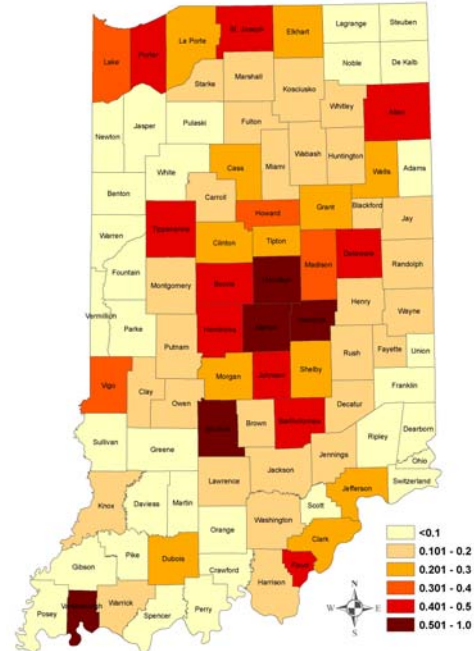 Steuben
Lagrange
St. Joseph
Elkhart
La Porte
Porter
Lake
Noble
De Kalb
Marshall
Starke
Kosciusko
Whitley
Allen
Newton
Jasper
Pulaski
Fulton
Wabash
Huntington
Miami
Wells
Adams
White
Cass
Benton
Carroll
Howard
Grant
Blackford
Jay
Warren
Tippecanoe
Clinton
Tipton
Madison
Delaware
Randolph
Fountain
Boone
Hamilton
Montgomery
Henry
Wayne
Vermillion
Parke
Hendricks
Marion
Hancock
Putnam
Rush
Fayette
Union
Morgan
Johnson
Shelby
Franklin
Vigo
Clay
Owen
Decatur
Monroe
Brown
Bartholomew
Sullivan
Greene
Ripley
Dearborn
Jennings
Ohio
Lawrence
Jackson
Switzerland
Jefferson
Knox
Daviess
Martin
Washington
Scott
Orange
Clark
Pike
Dubois
Gibson
Crawford
Floyd
Harrison
Posey
Vanderburgh
Warrick
Spencer
Perry
<0.1
0.101 - 0.2
0.201 - 0.3
0.301 - 0.4
0.401 - 0.5
0.501 - 1.0
N
W E
S